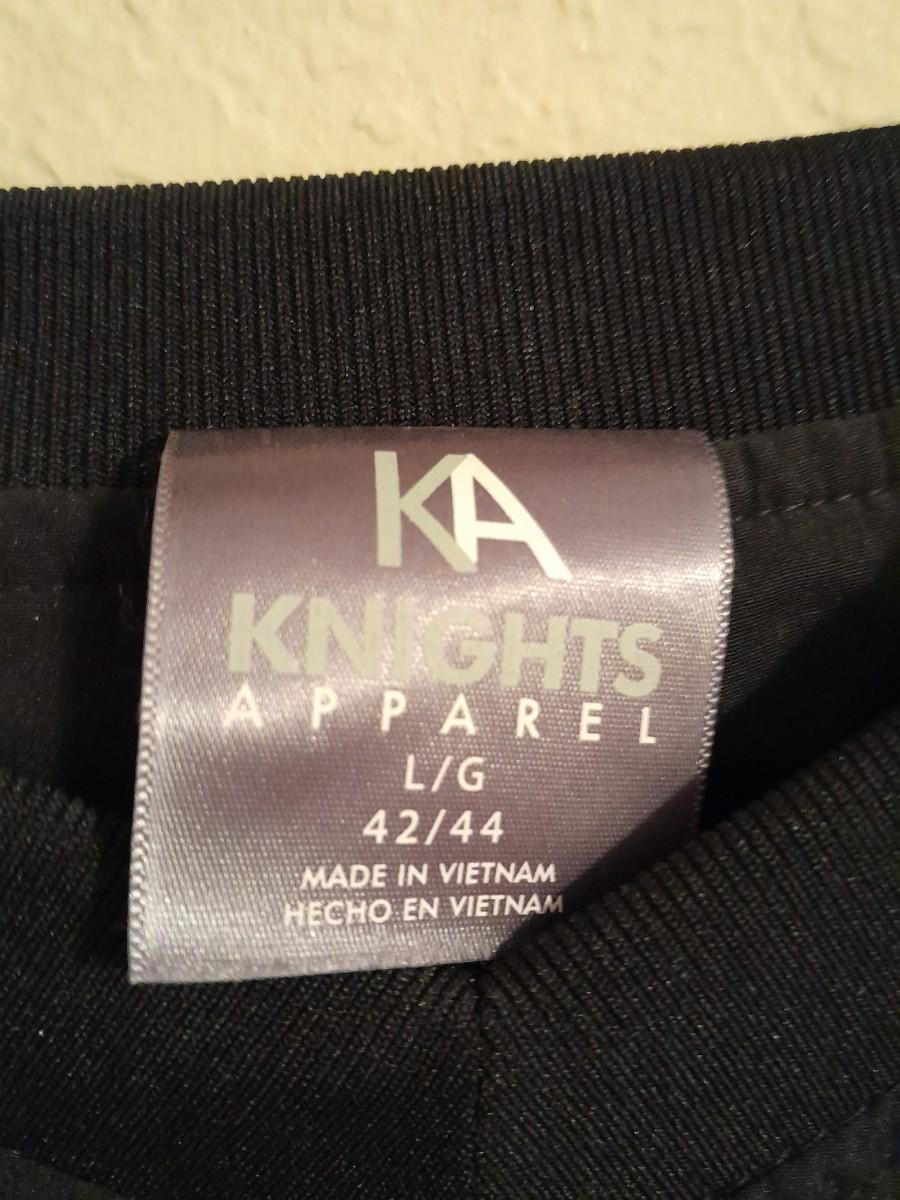 KA
KNIGHTS
APPAREL
L/G
42/44
MADE IN VIETNAM
HECHO EN VIETNAM